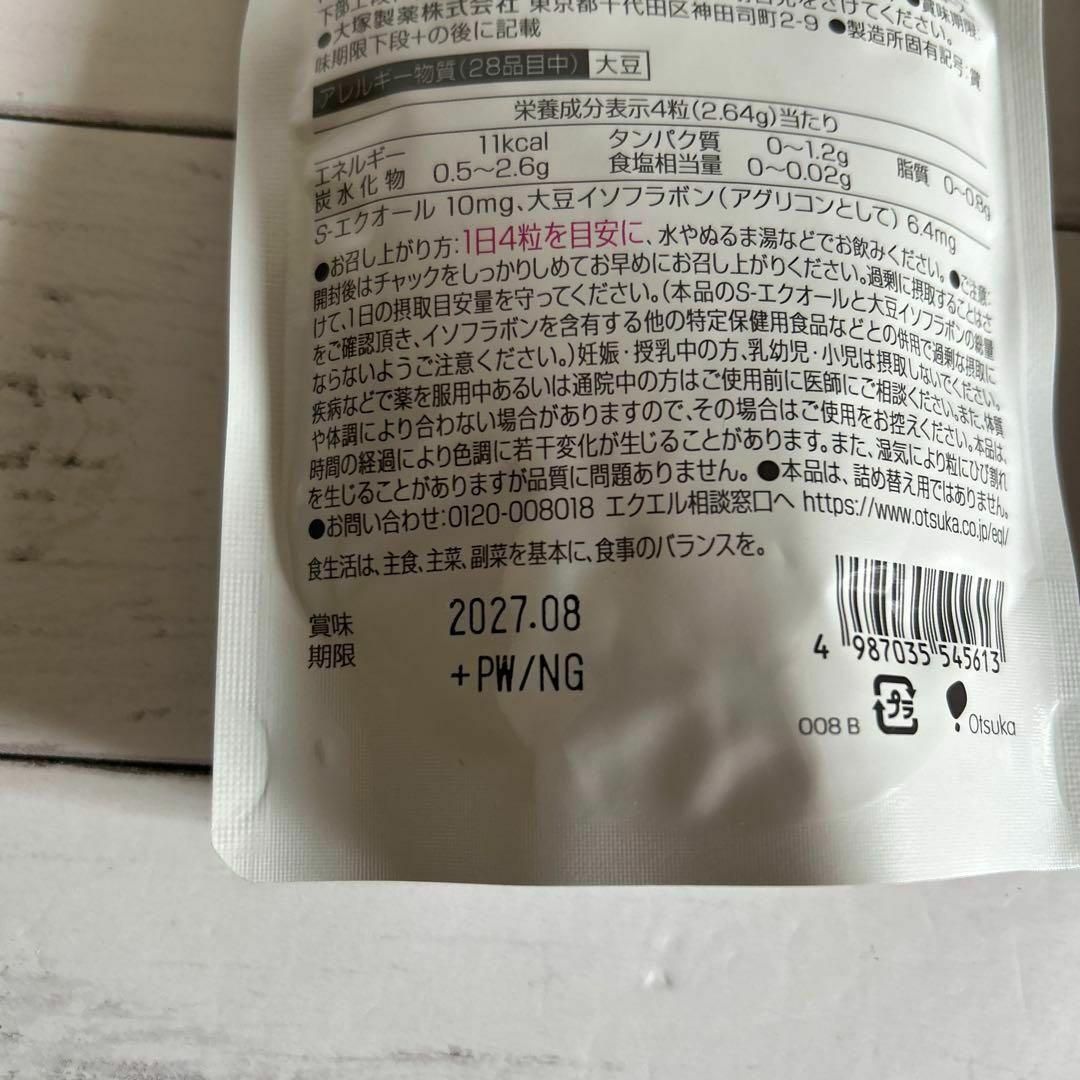 ●大塚製薬株式会社 東京都千代田区神田司町2-9 ●製造所固有記号:賞
味期限下段+の後に記載
アレルギー物質(28品目中) 大豆
栄養成分表示4粒(2.64g)当たり
エネルギー 11kcal タンパク質 0〜1.2g 脂質 0〜0.8g
炭水化物 0.5〜2.6g 食塩相当量 0〜0.02g
S-エクオール 10mg、大豆イソフラボン(アグリコンとして) 6.4mg
●お召し上がり方:1日4粒を目安に、水やぬるま湯などでお飲みください。●ご注意:
開封後はチャックをしっかりしめてお早めにお召し上がりください。過剰に摂取することはさ
けて、1日の摂取目安量を守ってください。(本品のS-エクオールと大豆イソフラボンの総量
をご確認頂き、イソフラボンを含有する他の特定保健用食品などとの併用で過剰な摂取に
ならないようご注意ください。)妊娠・授乳中の方、乳幼児・小児は摂取しないでください。
疾病などで薬を服用中あるいは通院中の方はご使用前に医師にご相談ください。また、体質
や体調により合わない場合がありますので、その場合はご使用をお控えください。本品は、
時間の経過により色調に若干変化が生じることがあります。また、湿気により粒にひび割れ
を生じることがありますが品質に問題ありません。●本品は、詰め替え用ではありません。
●お問い合わせ:0120-008018 エクエル相談窓口へ https://www.otsuka.co.jp/eql/
食生活は、主食、主菜、副菜を基本に、食事のバランスを。
賞味期限 2027.08
+PW/NG
4 987035 545613
008 B プラ Otsuka